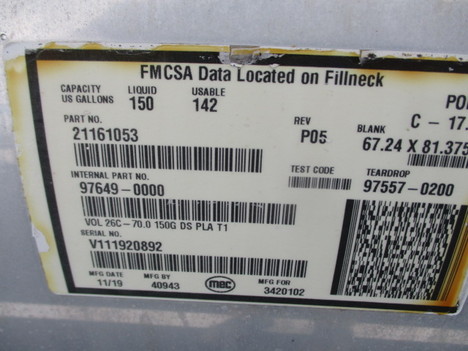 FMCSA Data Located on Fillneck
CAPACITY LIQUID USABLE
US GALLONS 150 142
PART NO.
21161053
REV
P05
BLANK
67.24 X 81.375
C - 17.
INTERNAL PART NO.
97649-0000
TEST CODE
TEARDROP
97557-0200
VOL 26C-70.0 150G DS PLA T1
SERIAL NO.
V111920892
MFG DATE
11/19
MFG BY
40943
mec
MFG FOR
3420102